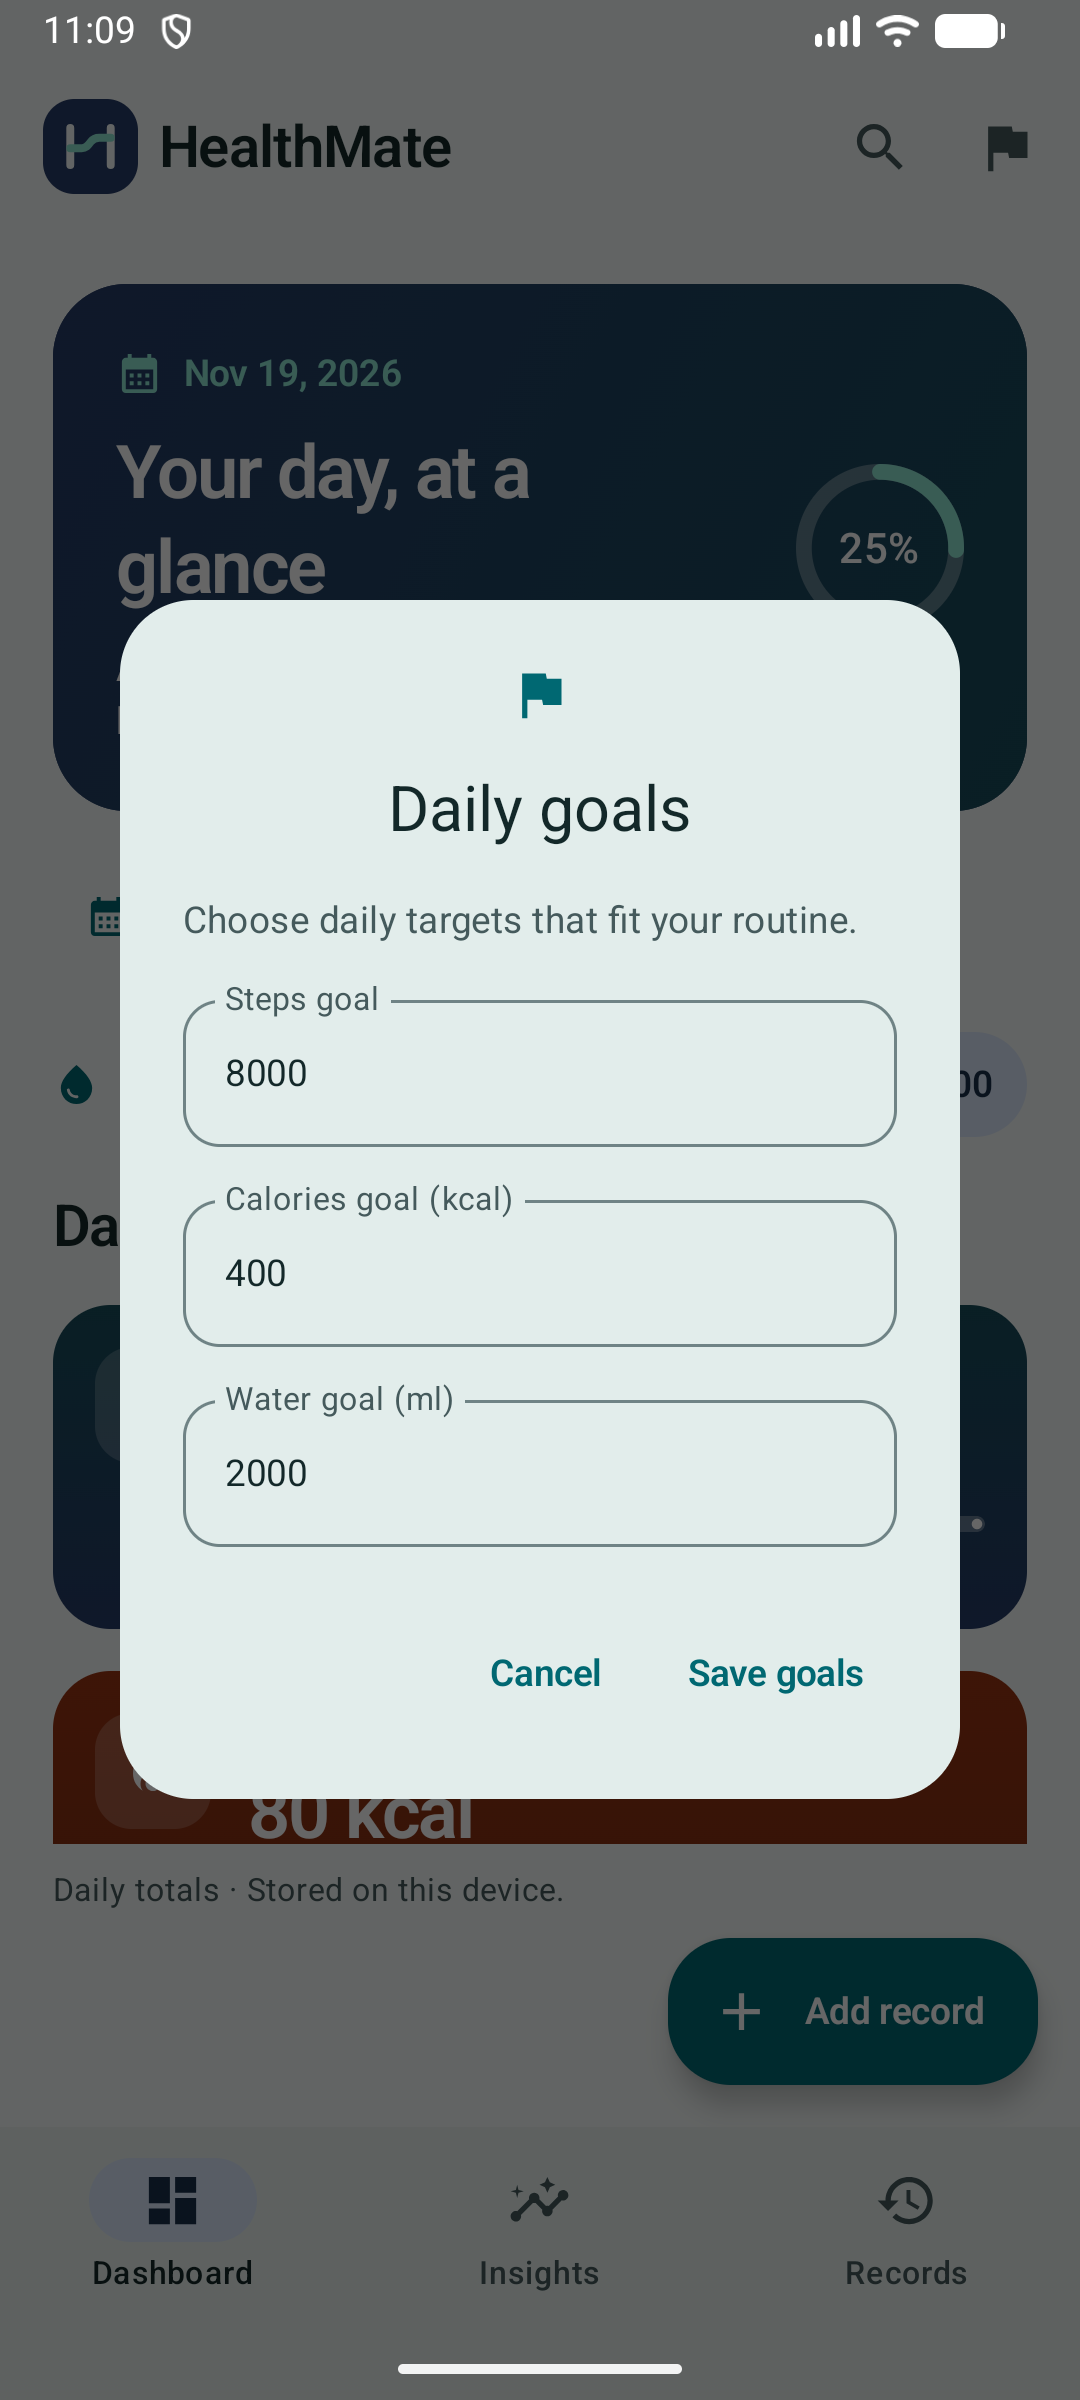 11:09
HealthMate
Nov 19, 2026
Your day, at a
glance
25%
Daily goals
Choose daily targets that fit your routine.
Steps goal
8000
Calories goal (kcal)
400
Water goal (ml)
2000
Cancel
Save goals
80 kcal
Daily totals · Stored on this device.
Add record
Dashboard
Insights
Records